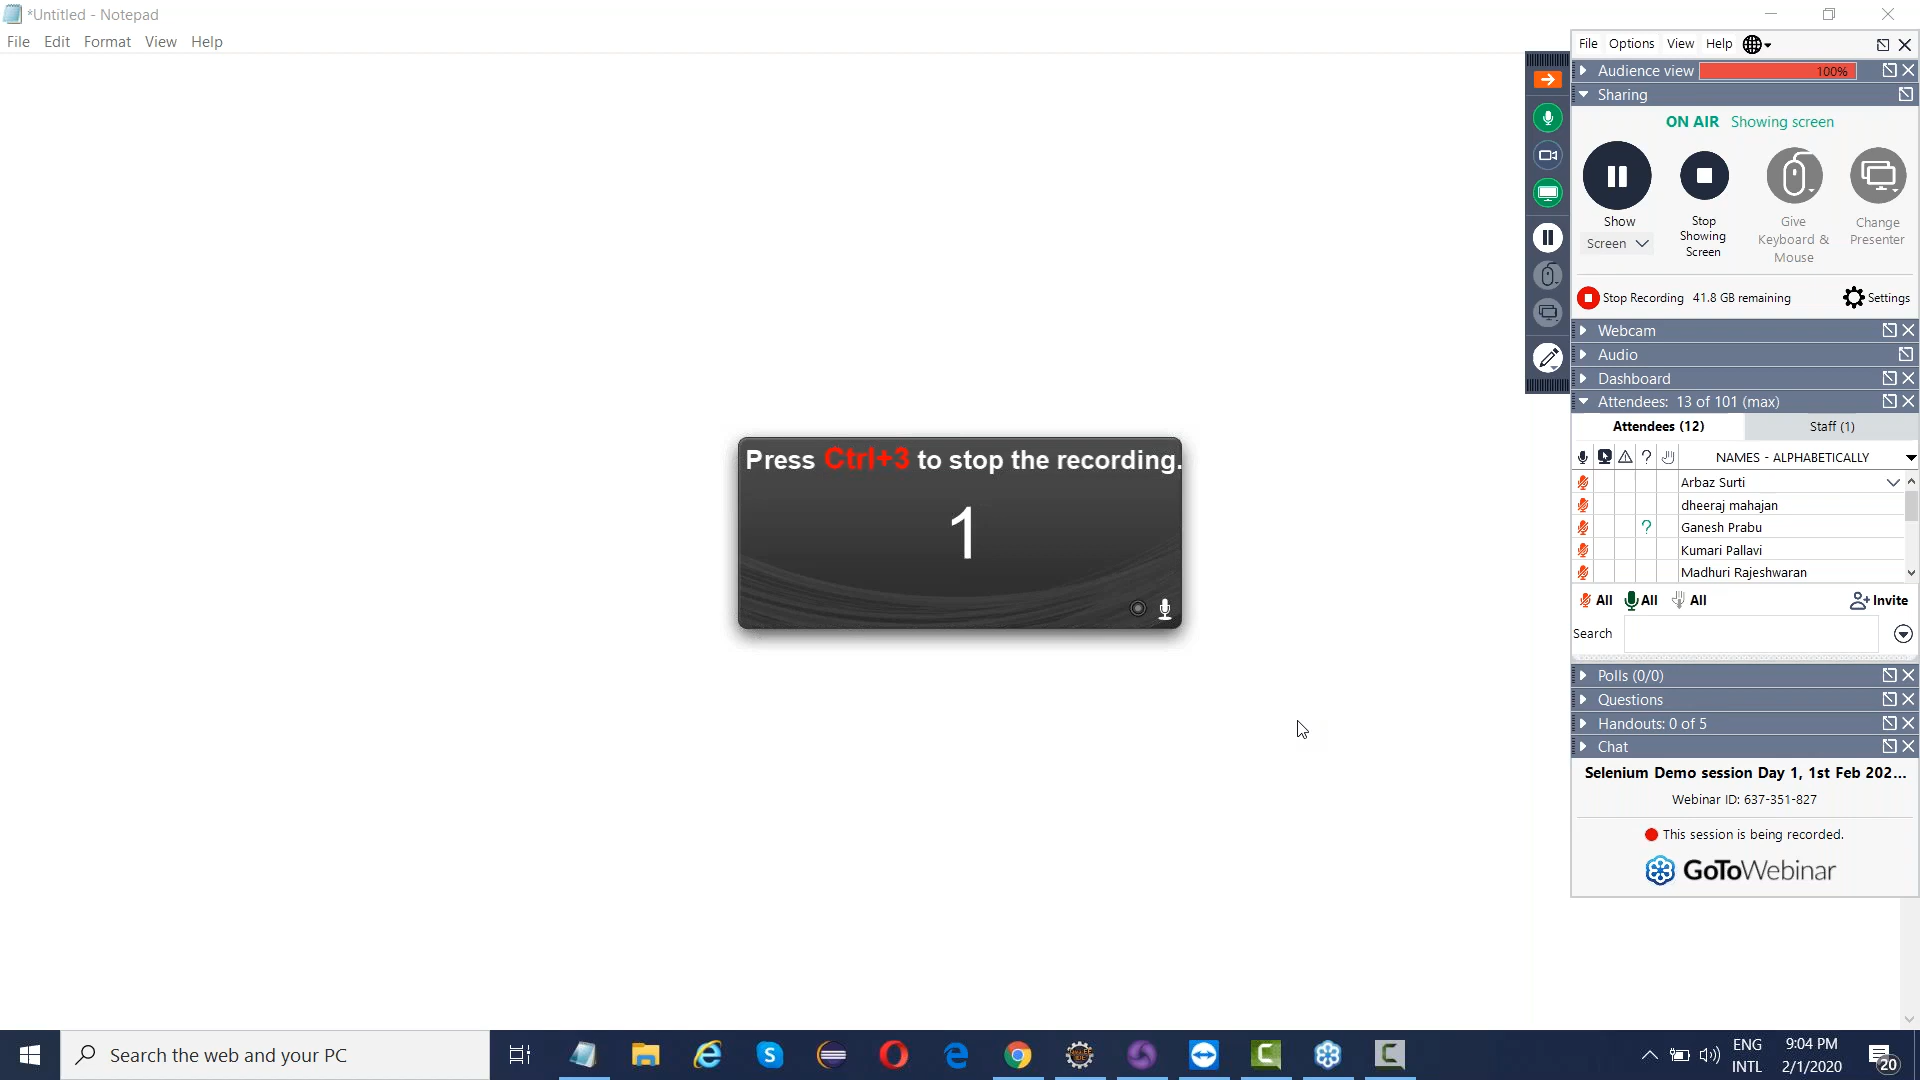 *Untitled - Notepad
File Edit Format View Help
File Options View Help
Audience view 100%
Sharing
ON AIR Showing screen
Show
Screen
Stop
Showing
Screen
Give
Keyboard &
Mouse
Change
Presenter
Stop Recording 41.8 GB remaining Settings
Webcam
Audio
Dashboard
Attendees: 13 of 101 (max)
Attendees (12) Staff (1)
? NAMES - ALPHABETICALLY
Arbaz Surti
dheeraj mahajan
? Ganesh Prabu
Kumari Pallavi
Madhuri Rajeshwaran
All All All Invite
Search
Polls (0/0)
Questions
Handouts: 0 of 5
Chat
Selenium Demo session Day 1, 1st Feb 202...
Webinar ID: 637-351-827
This session is being recorded.
GoToWebinar
Press Ctrl+3 to stop the recording.
1
Search the web and your PC
ENG
INTL
9:04 PM
2/1/2020
20